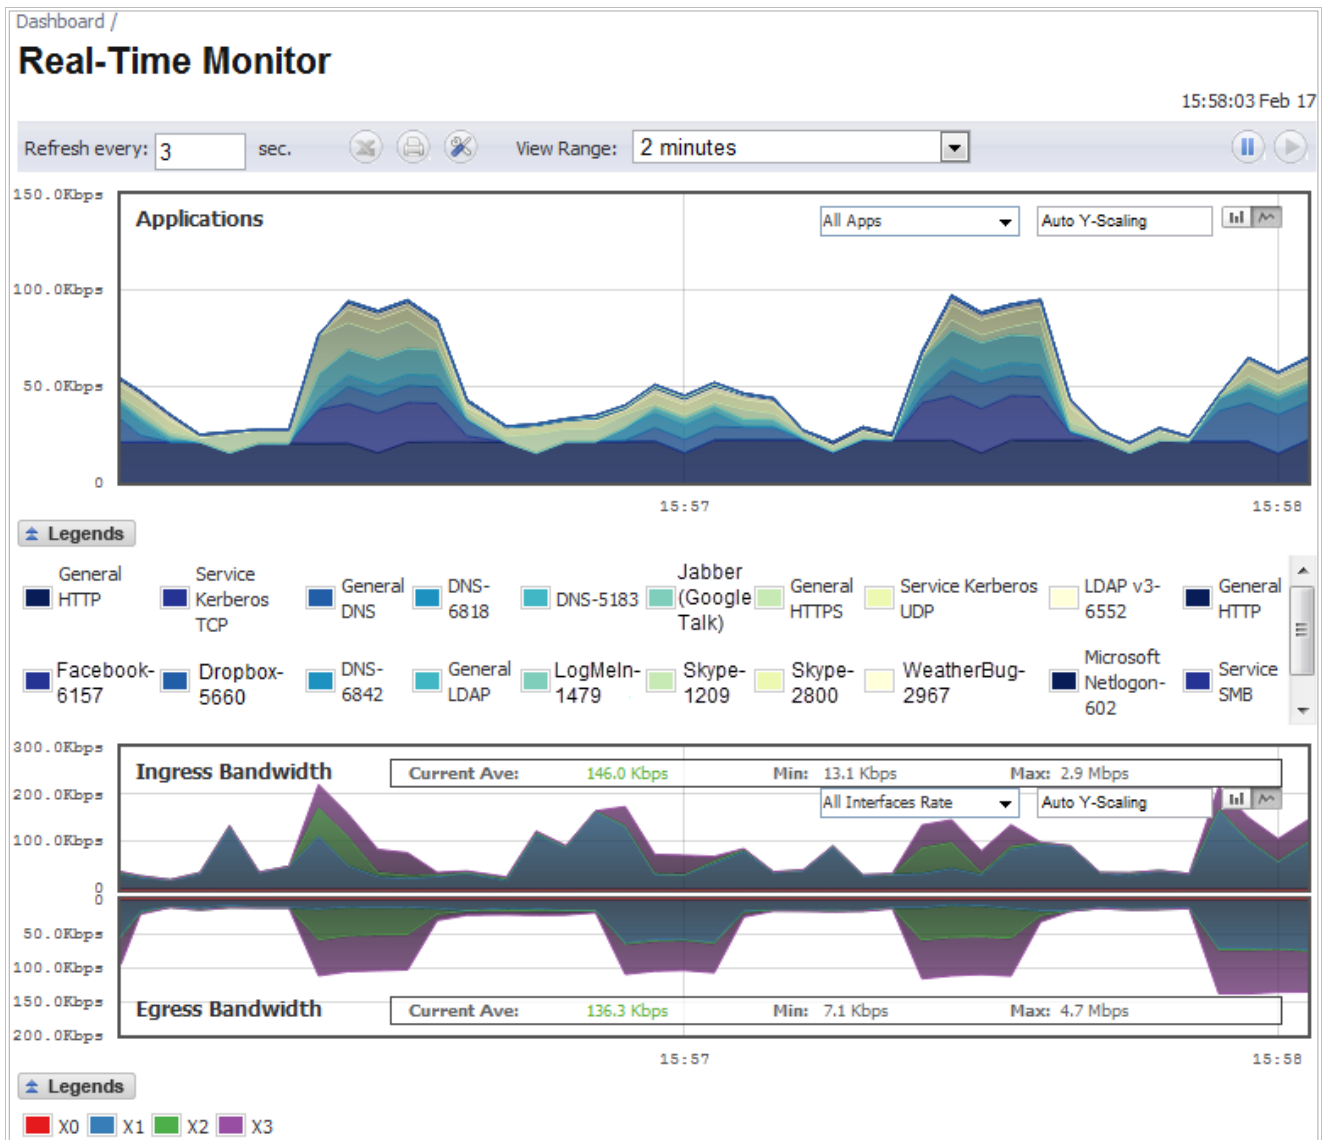 Dashboard /
Real-Time Monitor
15:58:03 Feb 17
Refresh every: 3 sec. View Range: 2 minutes
150.0Kbps
Applications All Apps Auto Y-Scaling
100.0Kbps
50.0Kbps
0
15:57 15:58
Legends
General HTTP
Service Kerberos TCP
General DNS
DNS-6818
DNS-5183
Jabber (Google Talk)
General HTTPS
Service Kerberos UDP
LDAP v3-6552
General HTTP
Facebook-6157
Dropbox-5660
DNS-6842
General LDAP
LogMeIn-1479
Skype-1209
Skype-2800
WeatherBug-2967
Microsoft Netlogon-602
Service SMB
300.0Kbps
Ingress Bandwidth Current Ave: 146.0 Kbps Min: 13.1 Kbps Max: 2.9 Mbps
200.0Kbps
All Interfaces Rate Auto Y-Scaling
100.0Kbps
0
0
50.0Kbps
100.0Kbps
150.0Kbps
Egress Bandwidth Current Ave: 136.3 Kbps Min: 7.1 Kbps Max: 4.7 Mbps
200.0Kbps
15:57 15:58
Legends
X0 X1 X2 X3